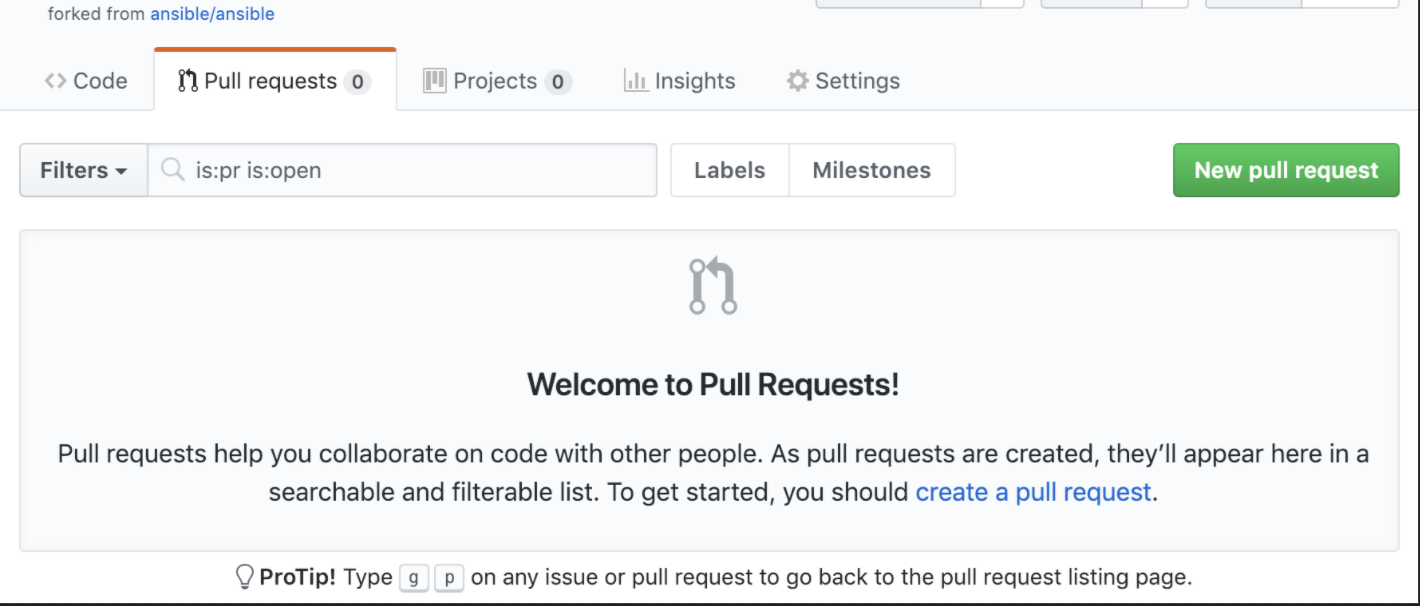 forked from ansible/ansible
Code Pull requests 0 Projects 0 Insights Settings
Filters is:pr is:open Labels Milestones New pull request
Welcome to Pull Requests!
Pull requests help you collaborate on code with other people. As pull requests are created, they’ll appear here in a
searchable and filterable list. To get started, you should create a pull request.
ProTip! Type g p on any issue or pull request to go back to the pull request listing page.